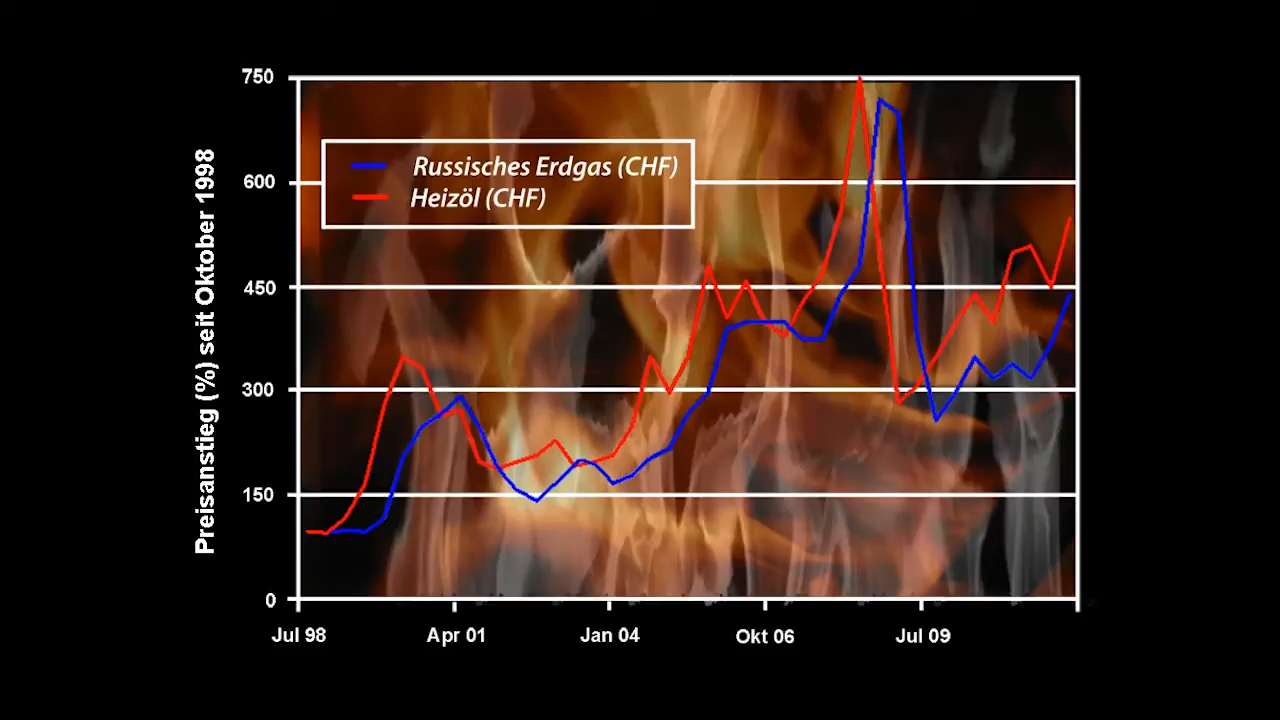 Preisanstieg (%) seit Oktober 1998
750
600
450
300
150
0
Russisches Erdgas (CHF)
Heizöl (CHF)
Jul 98
Apr 01
Jan 04
Okt 06
Jul 09